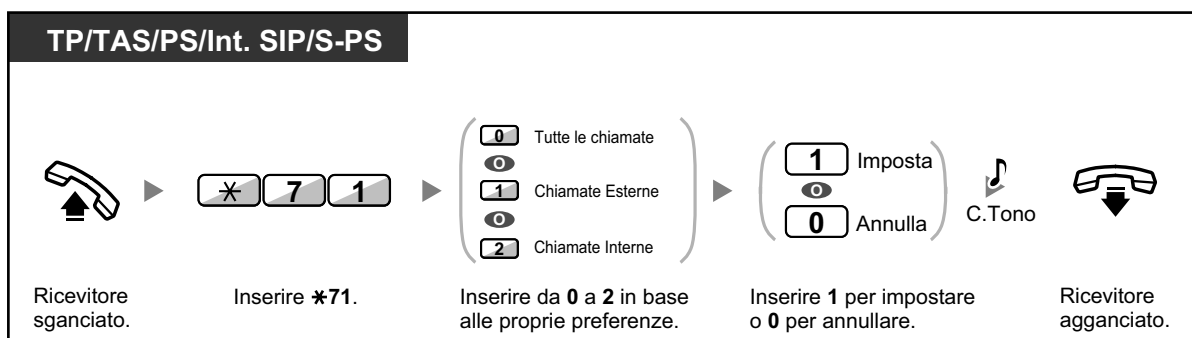 TP/TAS/PS/Int. SIP/S-PS
0 Tutte le chiamate
O
1 Chiamate Esterne
O
2 Chiamate Interne
1 Imposta
O
0 Annulla
C.Tono
* 7 1
Ricevitore
sganciato.
Inserire *71.
Inserire da 0 a 2 in base
alle proprie preferenze.
Inserire 1 per impostare
o 0 per annullare.
Ricevitore
agganciato.